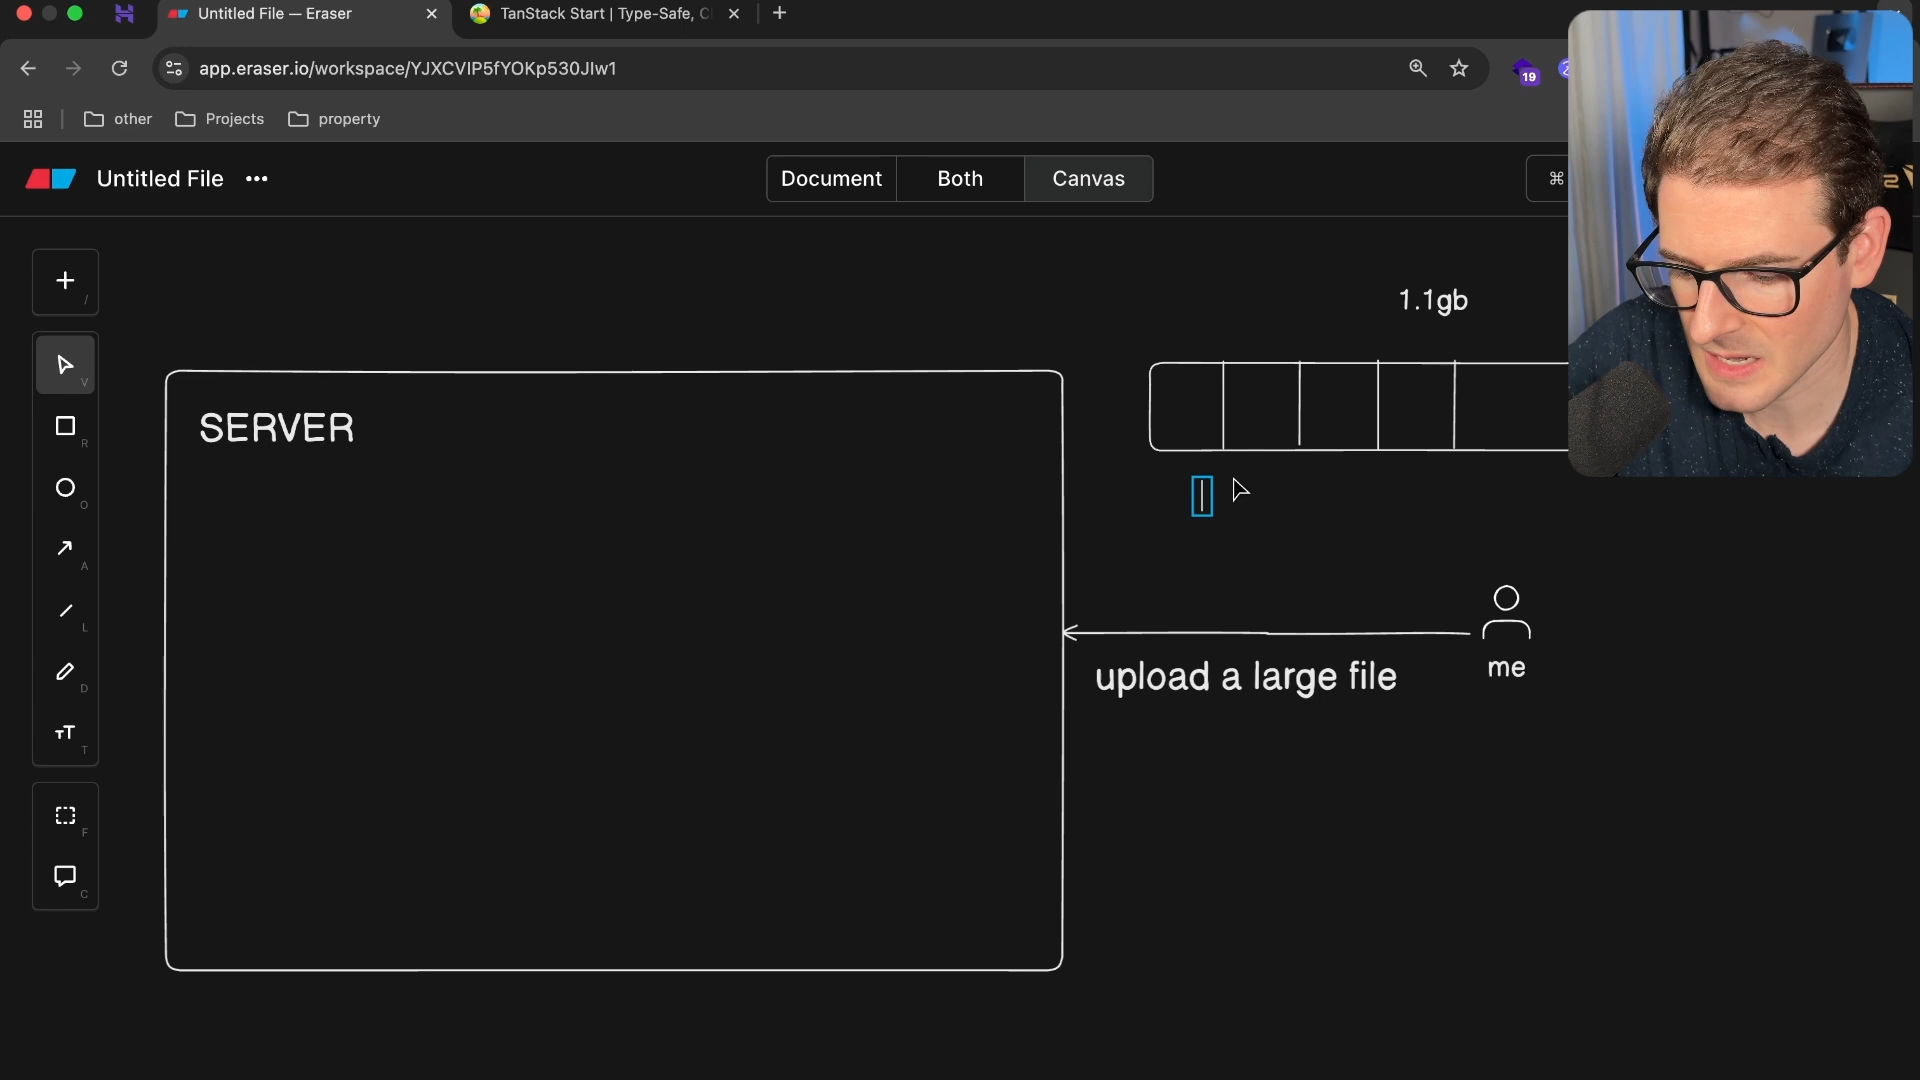 Untitled File — Eraser
TanStack Start | Type-Safe, C
app.eraser.io/workspace/YJXCVIP5fYOKp530JIw1
19
other
Projects
property
Untitled File
Document
Both
Canvas
⌘
/
V
R
O
A
L
D
T
F
C
1.1gb
SERVER
me
upload a large file